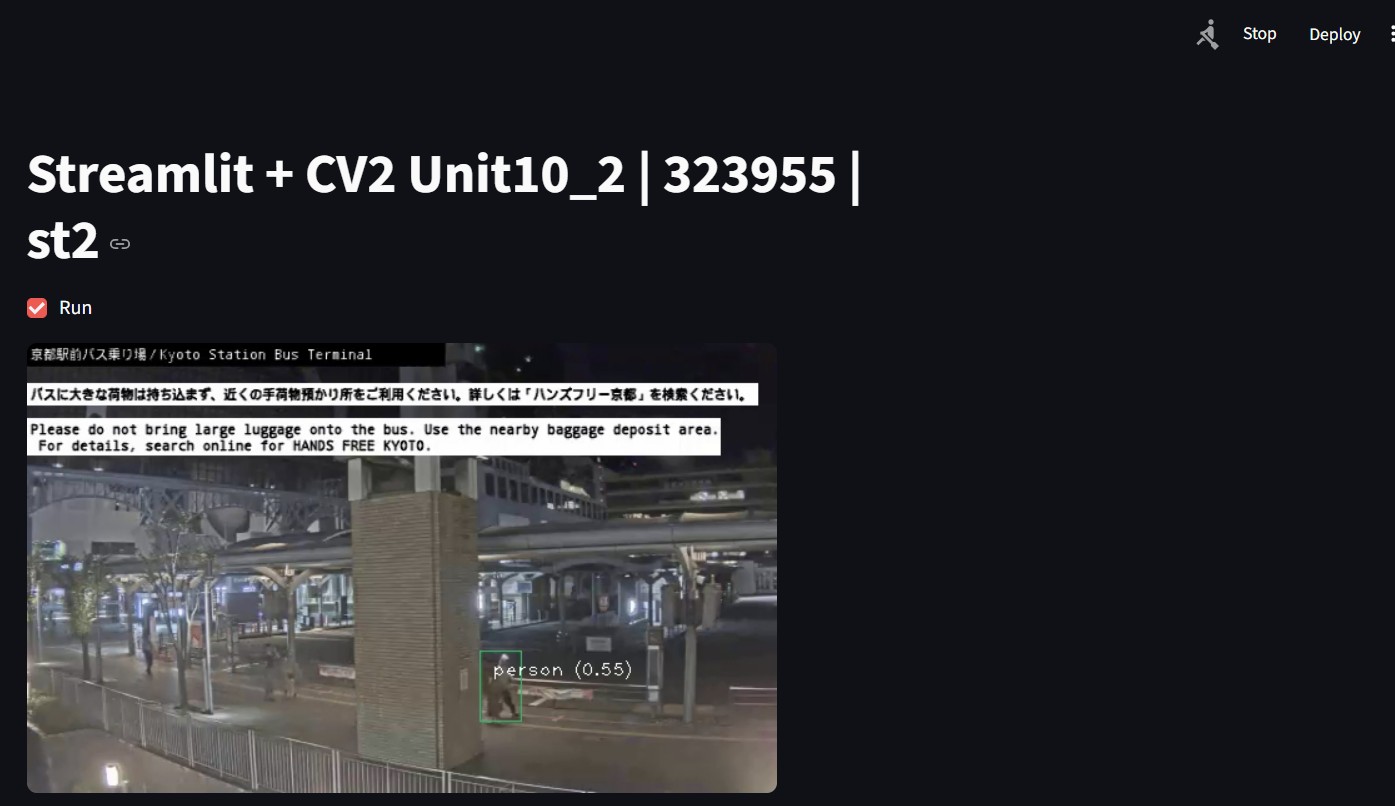 Stop
Deploy
Streamlit + CV2 Unit10_2 | 323955 |
st2
Run
京都駅前バス乗り場/Kyoto Station Bus Terminal
バスに大きな荷物は持ち込まず、近くの手荷物預かり所をご利用ください。詳しくは「ハンズフリー京都」を検索ください。
Please do not bring large luggage onto the bus. Use the nearby baggage deposit area.
For details, search online for HANDS FREE KYOTO.
person (0.55)